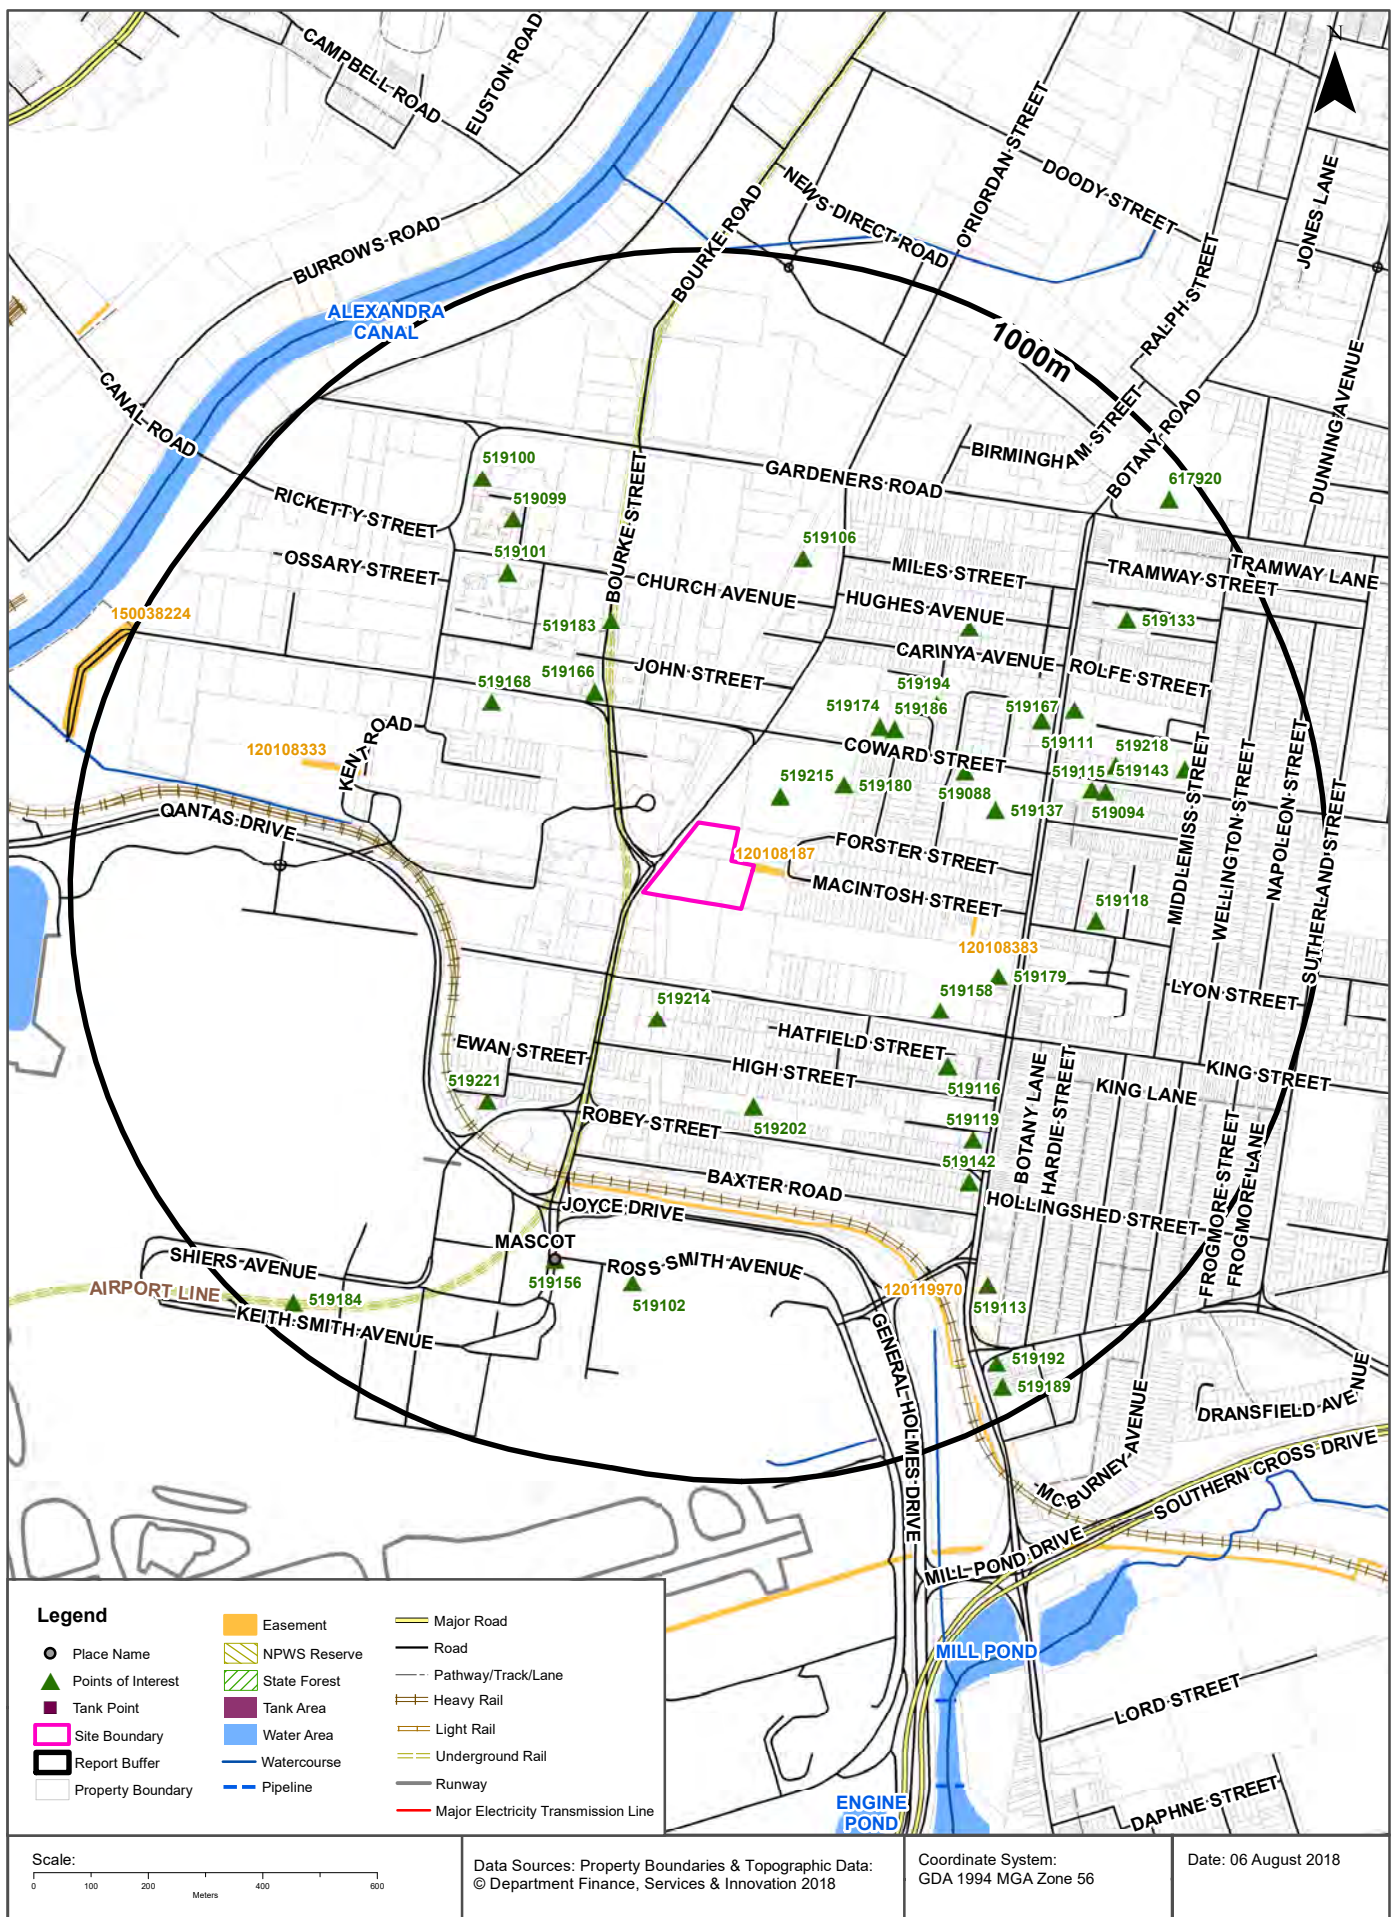 N
CAMPBELL ROAD
EUSTON ROAD
O'RIORDAN STREET
DOODY STREET
JONES LANE
NEWS DIRECT ROAD
BOURKE ROAD
BURROWS ROAD
RALPH STREET
ALEXANDRA
CANAL
1000m
DUNNING AVENUE
CANAL ROAD
BIRMINGHAM STREET
BOTANY ROAD
519100
GARDENERS ROAD
617920
RICKETTY STREET
519099
BOURKE STREET
519106
519101
OSSARY STREET
CHURCH AVENUE
MILES STREET
TRAMWAY LANE
TRAMWAY STREET
HUGHES AVENUE
150038224
519183
519133
CARINYA AVENUE
ROLFE STREET
JOHN STREET
519166
519168
519194
519174
519186
519167
KENT ROAD
120108333
COWARD STREET
519111
519218
519215
519180
519088
519115
519143
519094
519137
MIDDLEMISS STREET
WELLINGTON STREET
NAPOLEON STREET
SUTHERLAND STREET
QANTAS DRIVE
120108187
FORSTER STREET
MACINTOSH STREET
519118
120108383
519179
519158
LYON STREET
519214
HATFIELD STREET
EWAN STREET
HIGH STREET
519116
BOTANY LANE
HARDIE STREET
KING LANE
KING STREET
519221
ROBEY STREET
519202
519119
519142
BAXTER ROAD
HOLLINGSHED STREET
FROGMORE STREET
FROGMORE LANE
JOYCE DRIVE
MASCOT
SHIERS AVENUE
ROSS SMITH AVENUE
519156
AIRPORT LINE
519184
519102
120119970
519113
KEITH SMITH AVENUE
GENERAL HOLMES DRIVE
519192
519189
DRANSFIELD AVENUE
MCBURNEY AVENUE
SOUTHERN CROSS DRIVE
MILL POND DRIVE
MILL POND
LORD STREET
ENGINE
POND
DAPHNE STREET
Legend
Place Name
Points of Interest
Tank Point
Site Boundary
Report Buffer
Property Boundary
Easement
NPWS Reserve
State Forest
Tank Area
Water Area
Watercourse
Pipeline
Major Road
Road
Pathway/Track/Lane
Heavy Rail
Light Rail
Underground Rail
Runway
Major Electricity Transmission Line
Scale:
0 100 200 400 600
Meters
Data Sources: Property Boundaries & Topographic Data:
© Department Finance, Services & Innovation 2018
Coordinate System:
GDA 1994 MGA Zone 56
Date: 06 August 2018